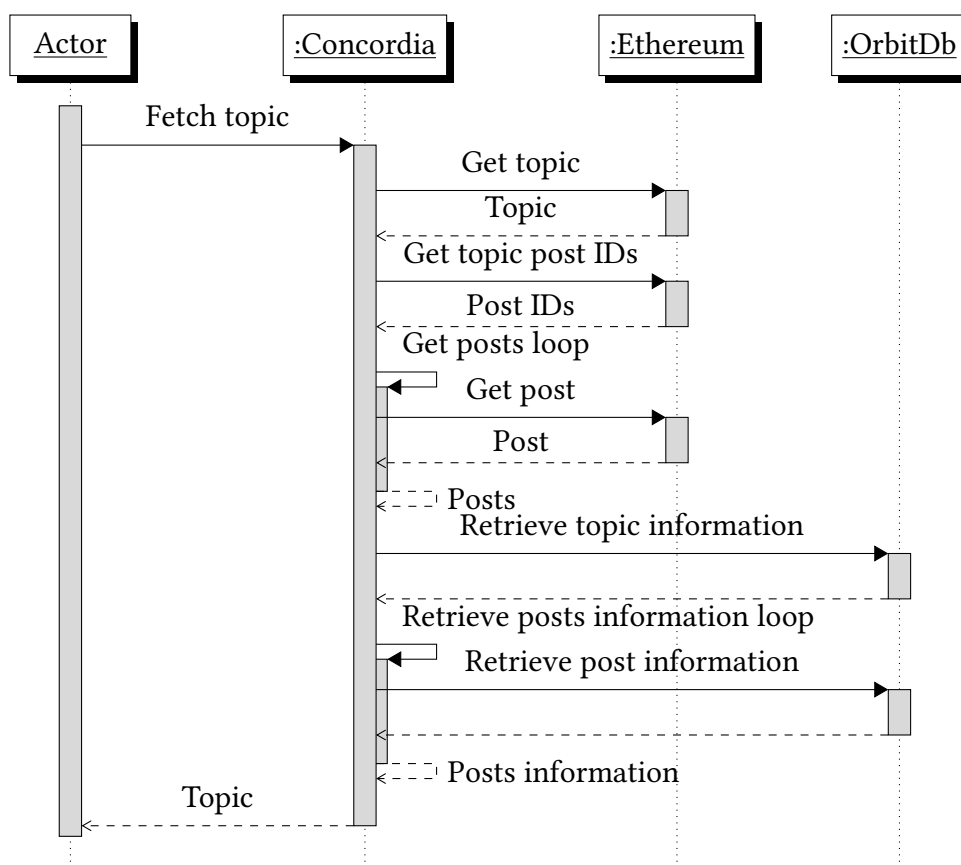 Actor
:Concordia
:Ethereum
:OrbitDb
Fetch topic
Get topic
Topic
Get topic post IDs
Post IDs
Get posts loop
Get post
Post
Posts
Retrieve topic information
Retrieve posts information loop
Retrieve post information
Posts information
Topic